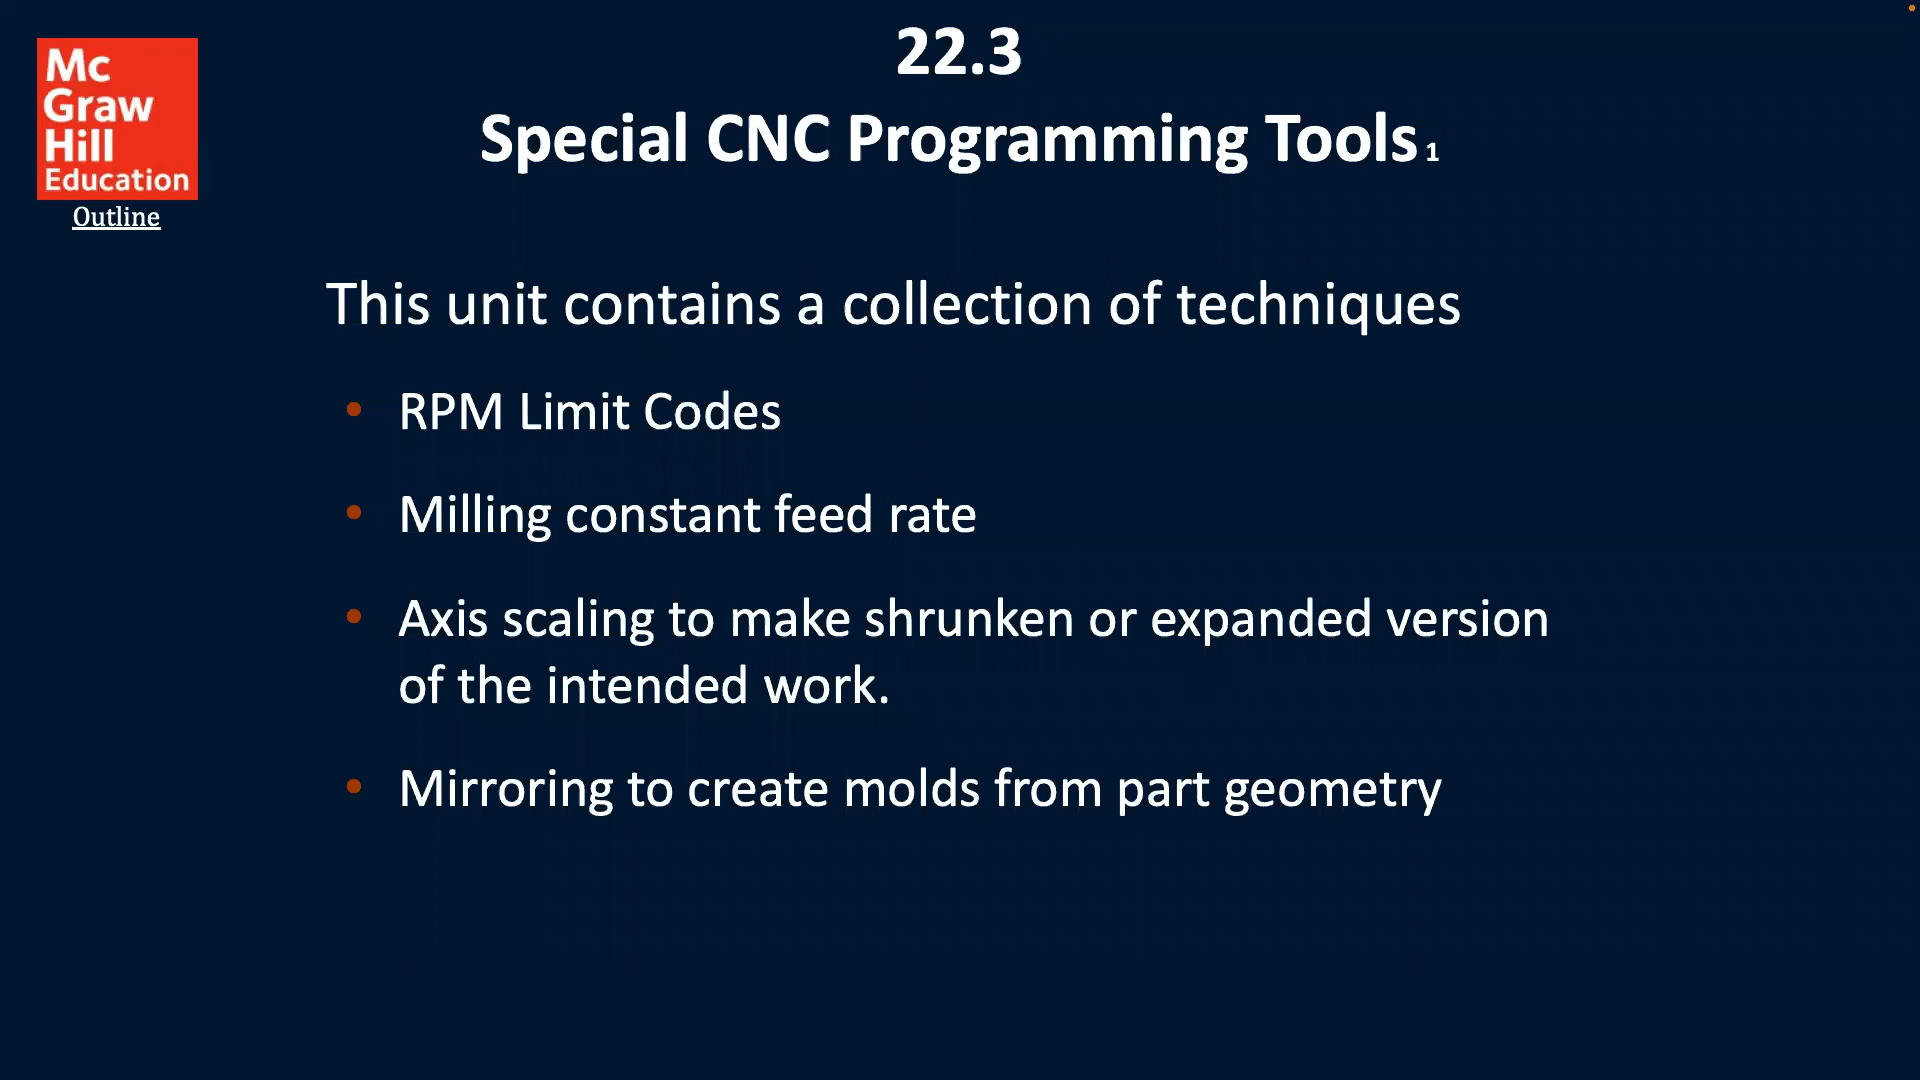 Mc
Graw
Hill
Education
Outline
22.3
Special CNC Programming Tools 1
This unit contains a collection of techniques
• RPM Limit Codes
• Milling constant feed rate
• Axis scaling to make shrunken or expanded version
of the intended work.
• Mirroring to create molds from part geometry